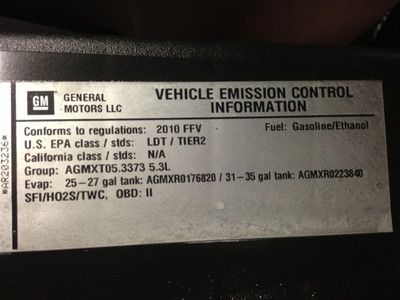 GM GENERAL MOTORS LLC
VEHICLE EMISSION CONTROL INFORMATION
Conforms to regulations: 2010 FFV Fuel: Gasoline/Ethanol
U.S. EPA class / stds: LDT / TIER2
California class / stds: N/A
Group: AGMXT05.3373 5.3L
Evap: 25-27 gal tank: AGMXR0176820 / 31-35 gal tank: AGMXR0223840
SFI/HO2S/TWC, OBD: II
*AR203236*